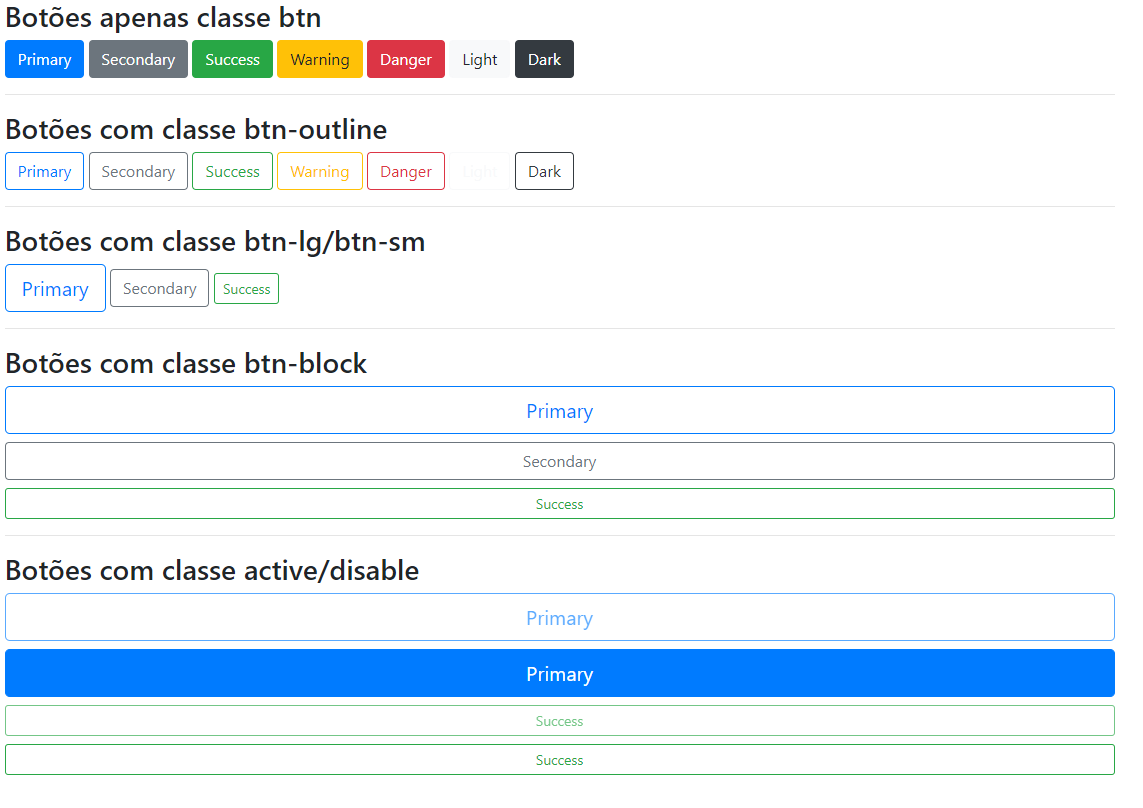 Botões apenas classe btn
Primary Secondary Success Warning Danger Light Dark
Botões com classe btn-outline
Primary Secondary Success Warning Danger Light Dark
Botões com classe btn-lg/btn-sm
Primary Secondary Success
Botões com classe btn-block
Primary
Secondary
Success
Botões com classe active/disable
Primary
Primary
Success
Success